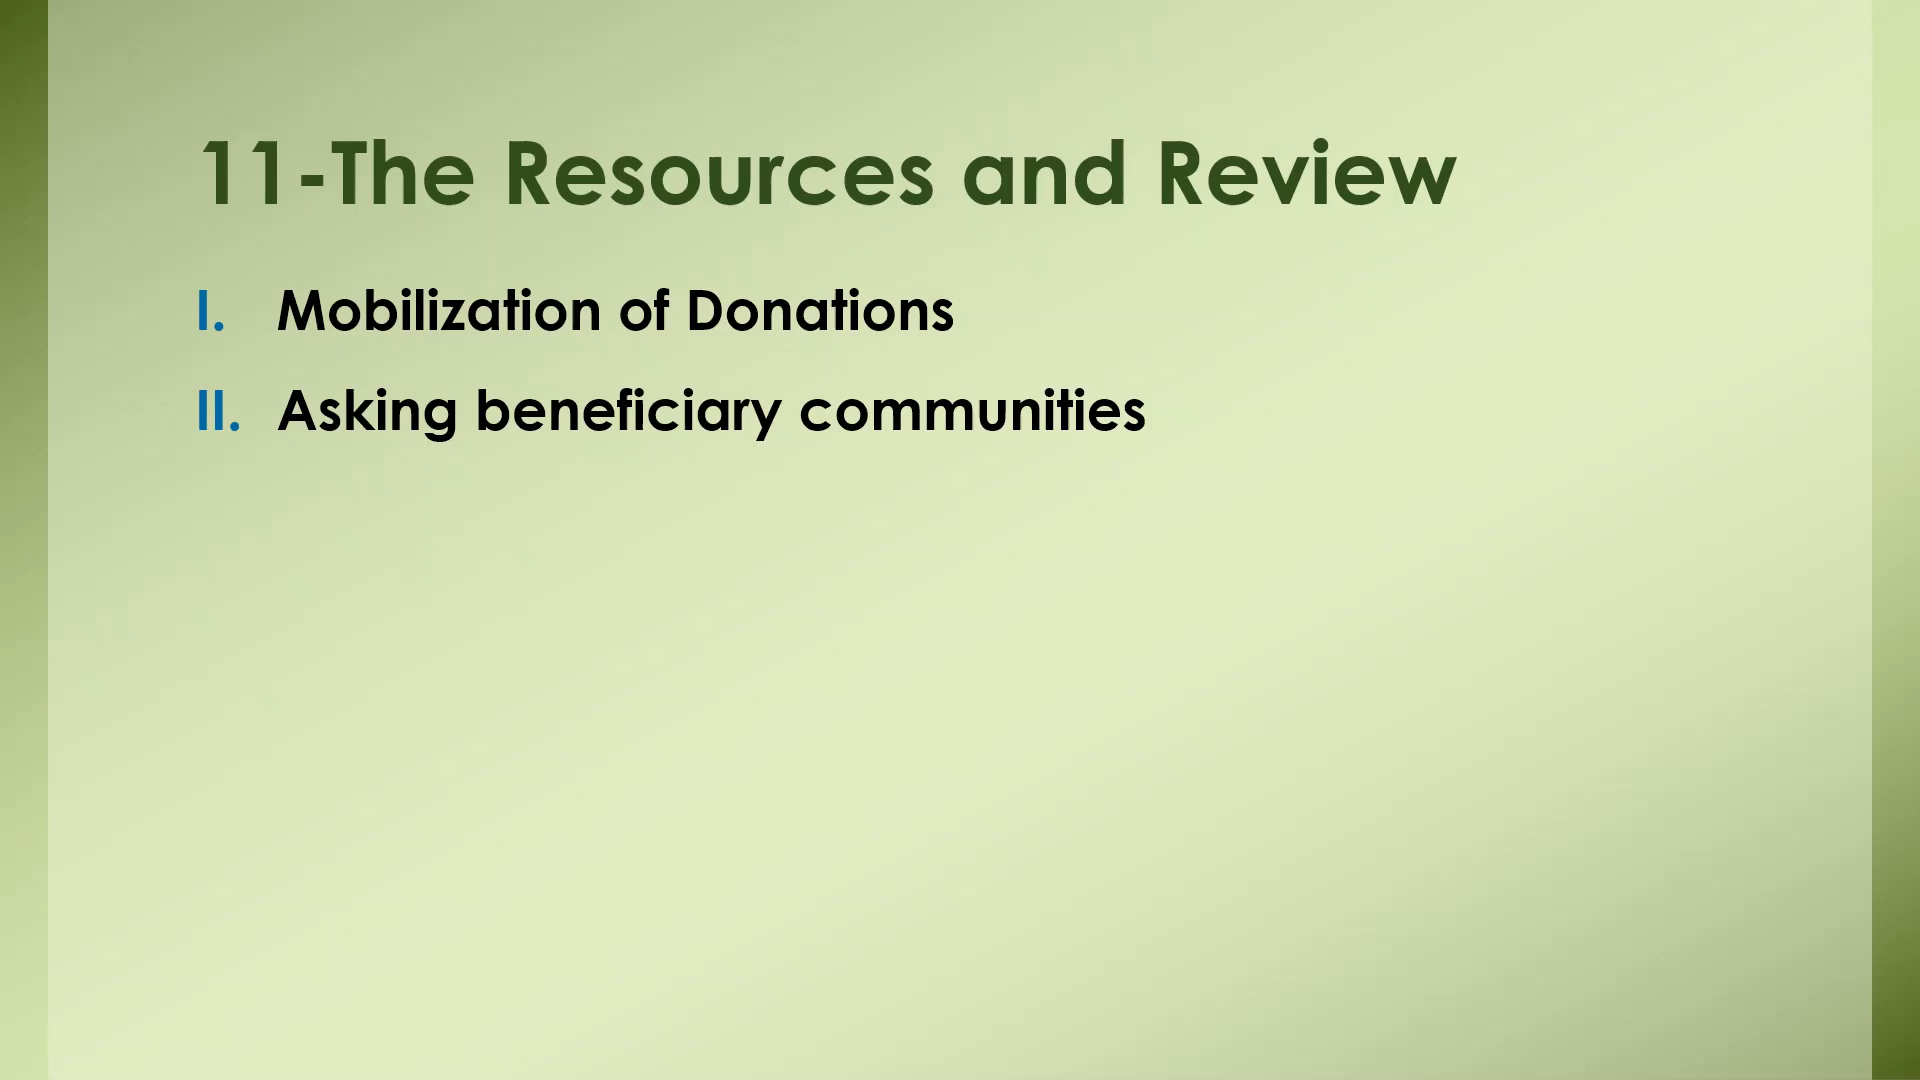 11-The Resources and Review
I. Mobilization of Donations
II. Asking beneficiary communities